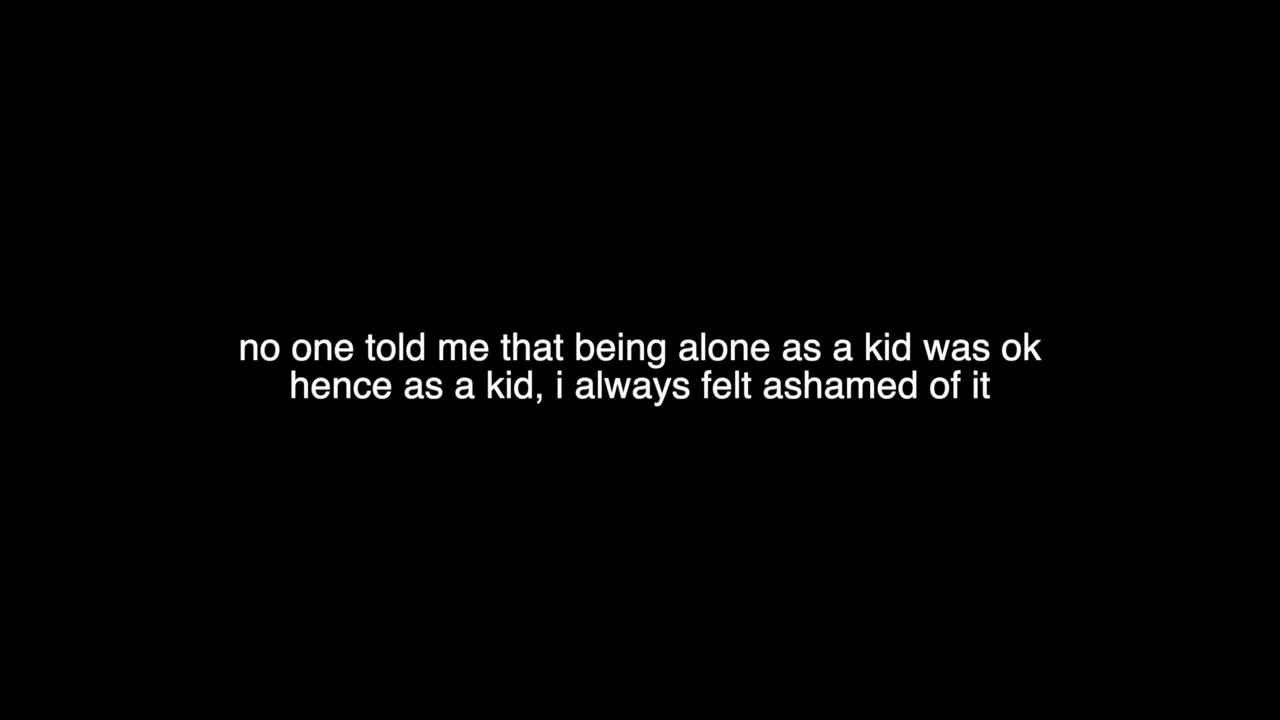 no one told me that being alone as a kid was ok
hence as a kid, i always felt ashamed of it